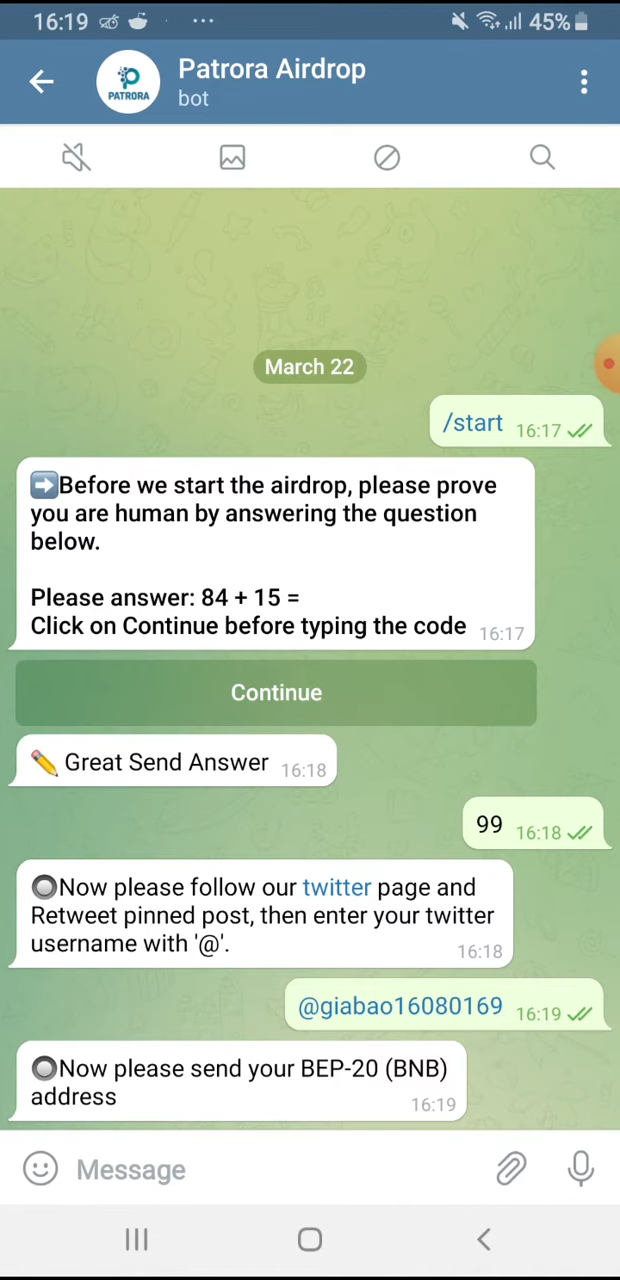 16:19 ... 45%
Patrora Airdrop
PATRORA
bot
March 22
/start 16:17
➡️Before we start the airdrop, please prove
you are human by answering the question
below.
Please answer: 84 + 15 =
Click on Continue before typing the code 16:17
Continue
✏️ Great Send Answer 16:18
99 16:18
🔘Now please follow our twitter page and
Retweet pinned post, then enter your twitter
username with '@'. 16:18
@giabao16080169 16:19
🔘Now please send your BEP-20 (BNB)
address 16:19
Message